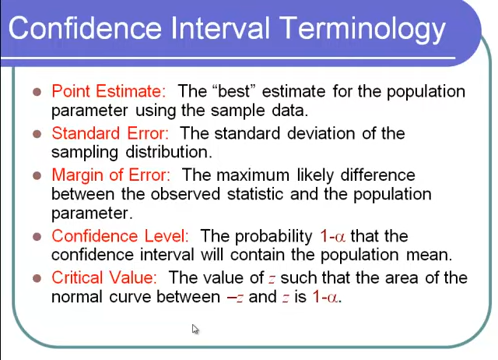 Confidence Interval Terminology
Point Estimate: The “best” estimate for the population
parameter using the sample data.
Standard Error: The standard deviation of the
sampling distribution.
Margin of Error: The maximum likely difference
between the observed statistic and the population
parameter.
Confidence Level: The probability 1-α that the
confidence interval will contain the population mean.
Critical Value: The value of z such that the area of the
normal curve between –z and z is 1-α.